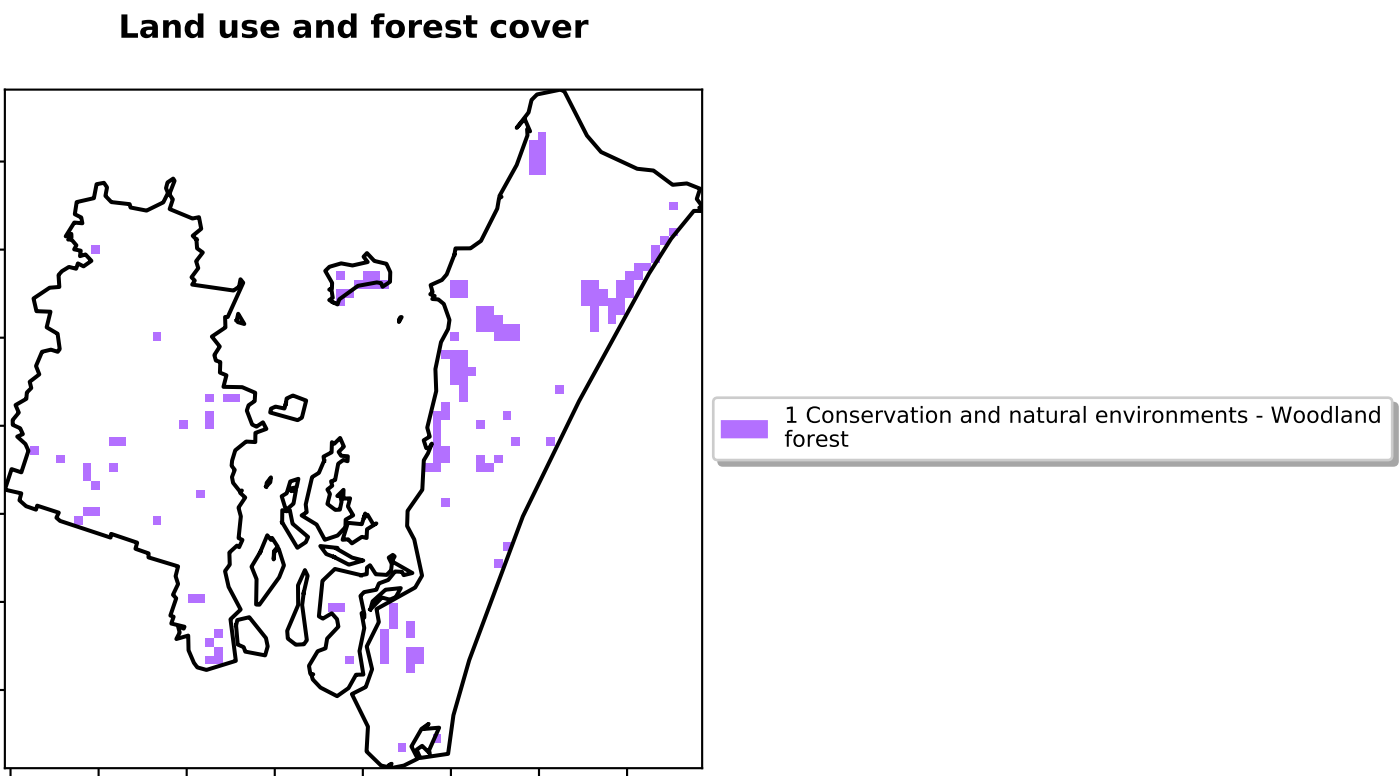 Land use and forest cover
1 Conservation and natural environments - Woodland
forest